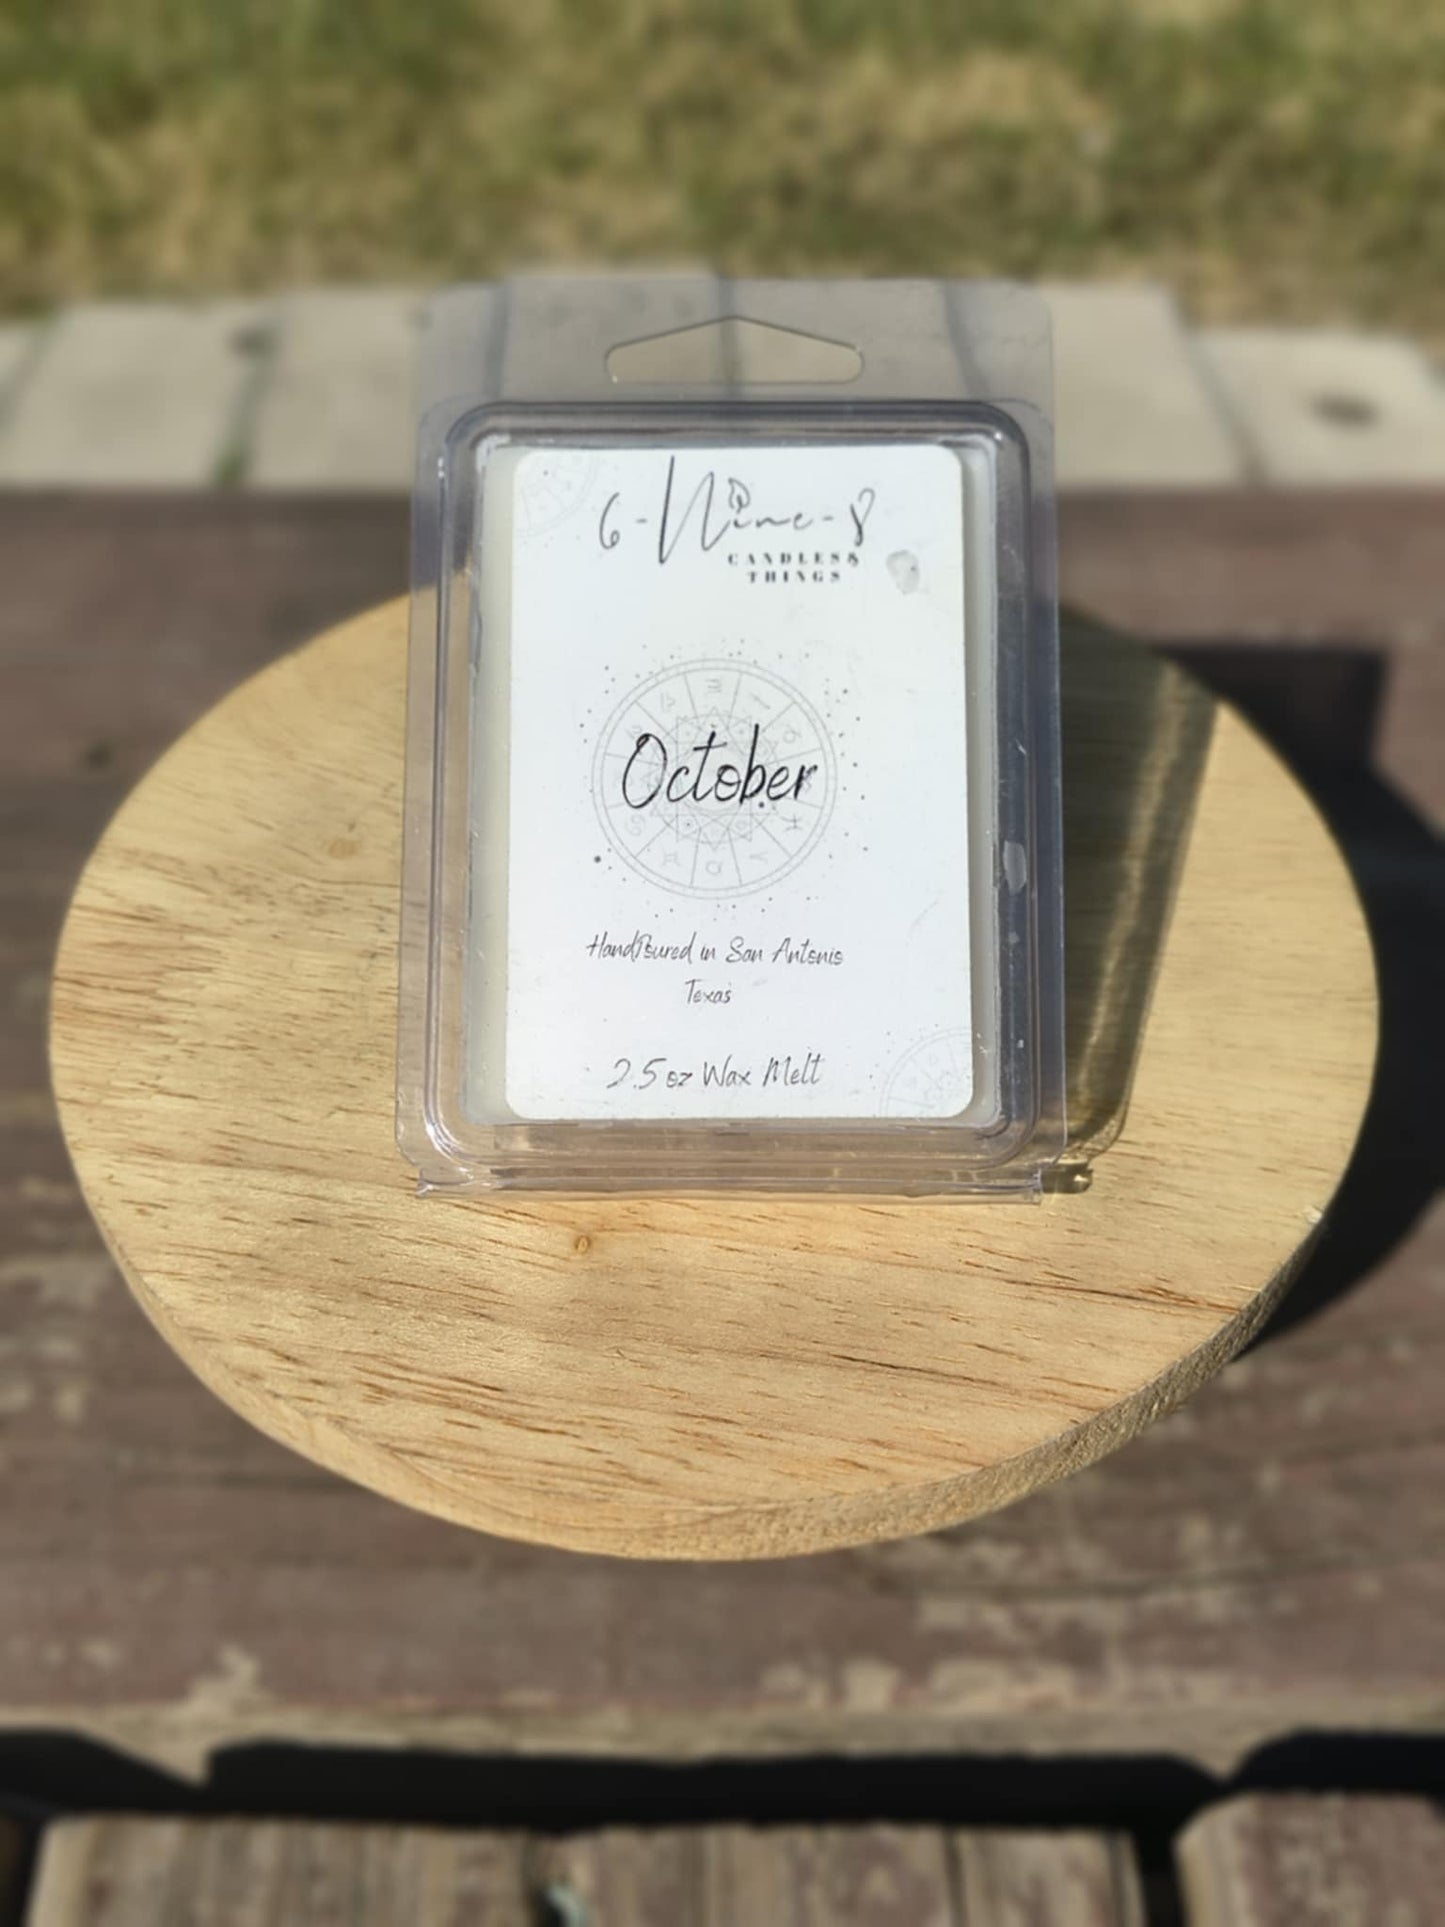 6-Nine-8
CANDLES&
THINGS
October
HandPoured in San Antonio
Texas
2.5 oz Wax Melt